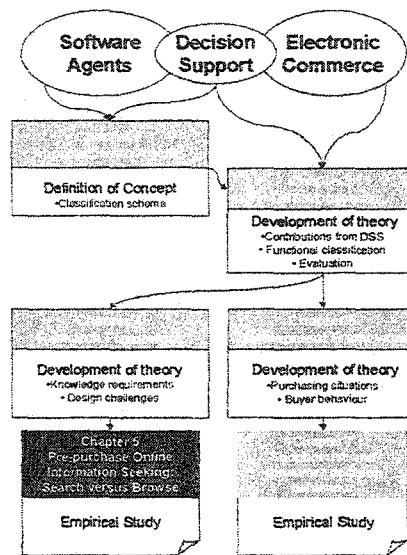 Software
Agents
Decision
Support
Electronic
Commerce
Definition of Concept
•Classification schema
Development of theory
•Contributions from DSS
•Functional classification
•Evaluation
Development of theory
•Knowledge requirements
•Design challenges
Development of theory
•Purchasing situations
•Buyer behaviour
Chapter 5
Pre-purchase Online
Information Seeking:
Search versus Browse
Empirical Study
Empirical Study